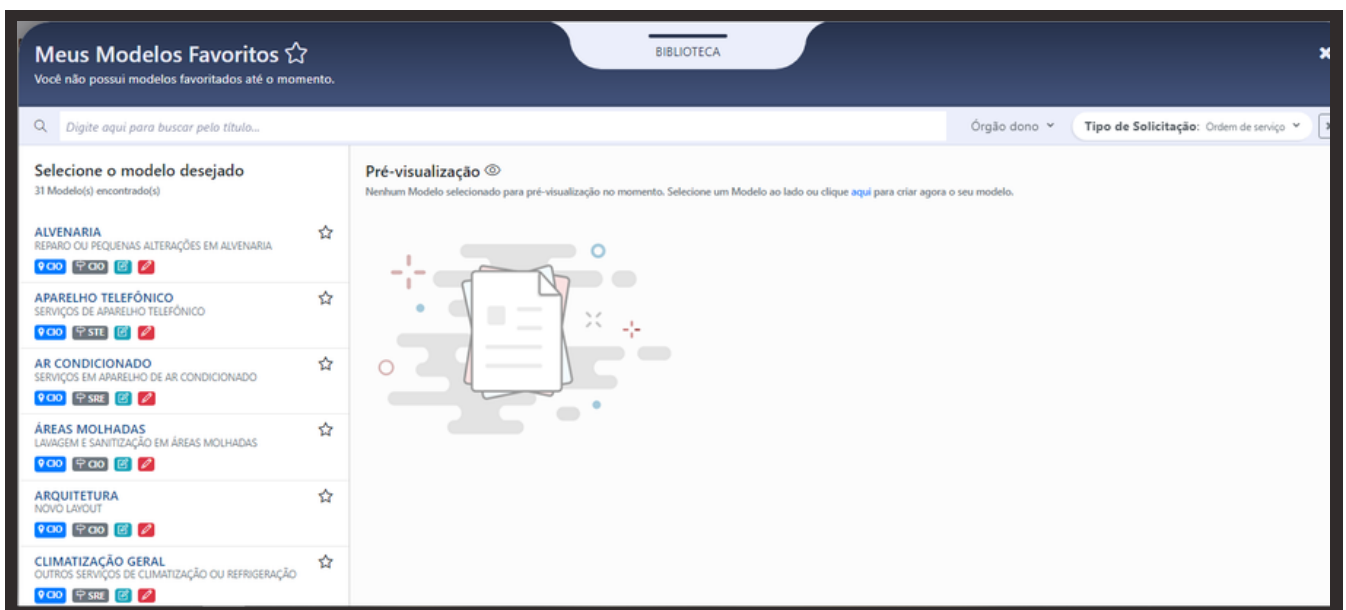 Meus Modelos Favoritos
Você não possui modelos favoritados até o momento.
BIBLIOTECA
Digite aqui para buscar pelo título...
Órgão dono
Tipo de Solicitação: Ordem de serviço
Selecione o modelo desejado
31 Modelo(s) encontrado(s)
Pré-visualização
Nenhum Modelo selecionado para pré-visualização no momento. Selecione um Modelo ao lado ou clique aqui para criar agora o seu modelo.
ALVENARIA
REPARO OU PEQUENAS ALTERAÇÕES EM ALVENARIA
CIO CIO
APARELHO TELEFÔNICO
SERVIÇOS DE APARELHO TELEFÓNICO
CIO STE
AR CONDICIONADO
SERVIÇOS EM APARELHO DE AR CONDICIONADO
CIO SRE
ÁREAS MOLHADAS
LAVAGEM E SANITIZAÇÃO EM ÁREAS MOLHADAS
CIO CIO
ARQUITETURA
NOVO LAYOUT
CIO CIO
CLIMATIZAÇÃO GERAL
OUTROS SERVIÇOS DE CLIMATIZAÇÃO OU REFRIGERAÇÃO
CIO SRE